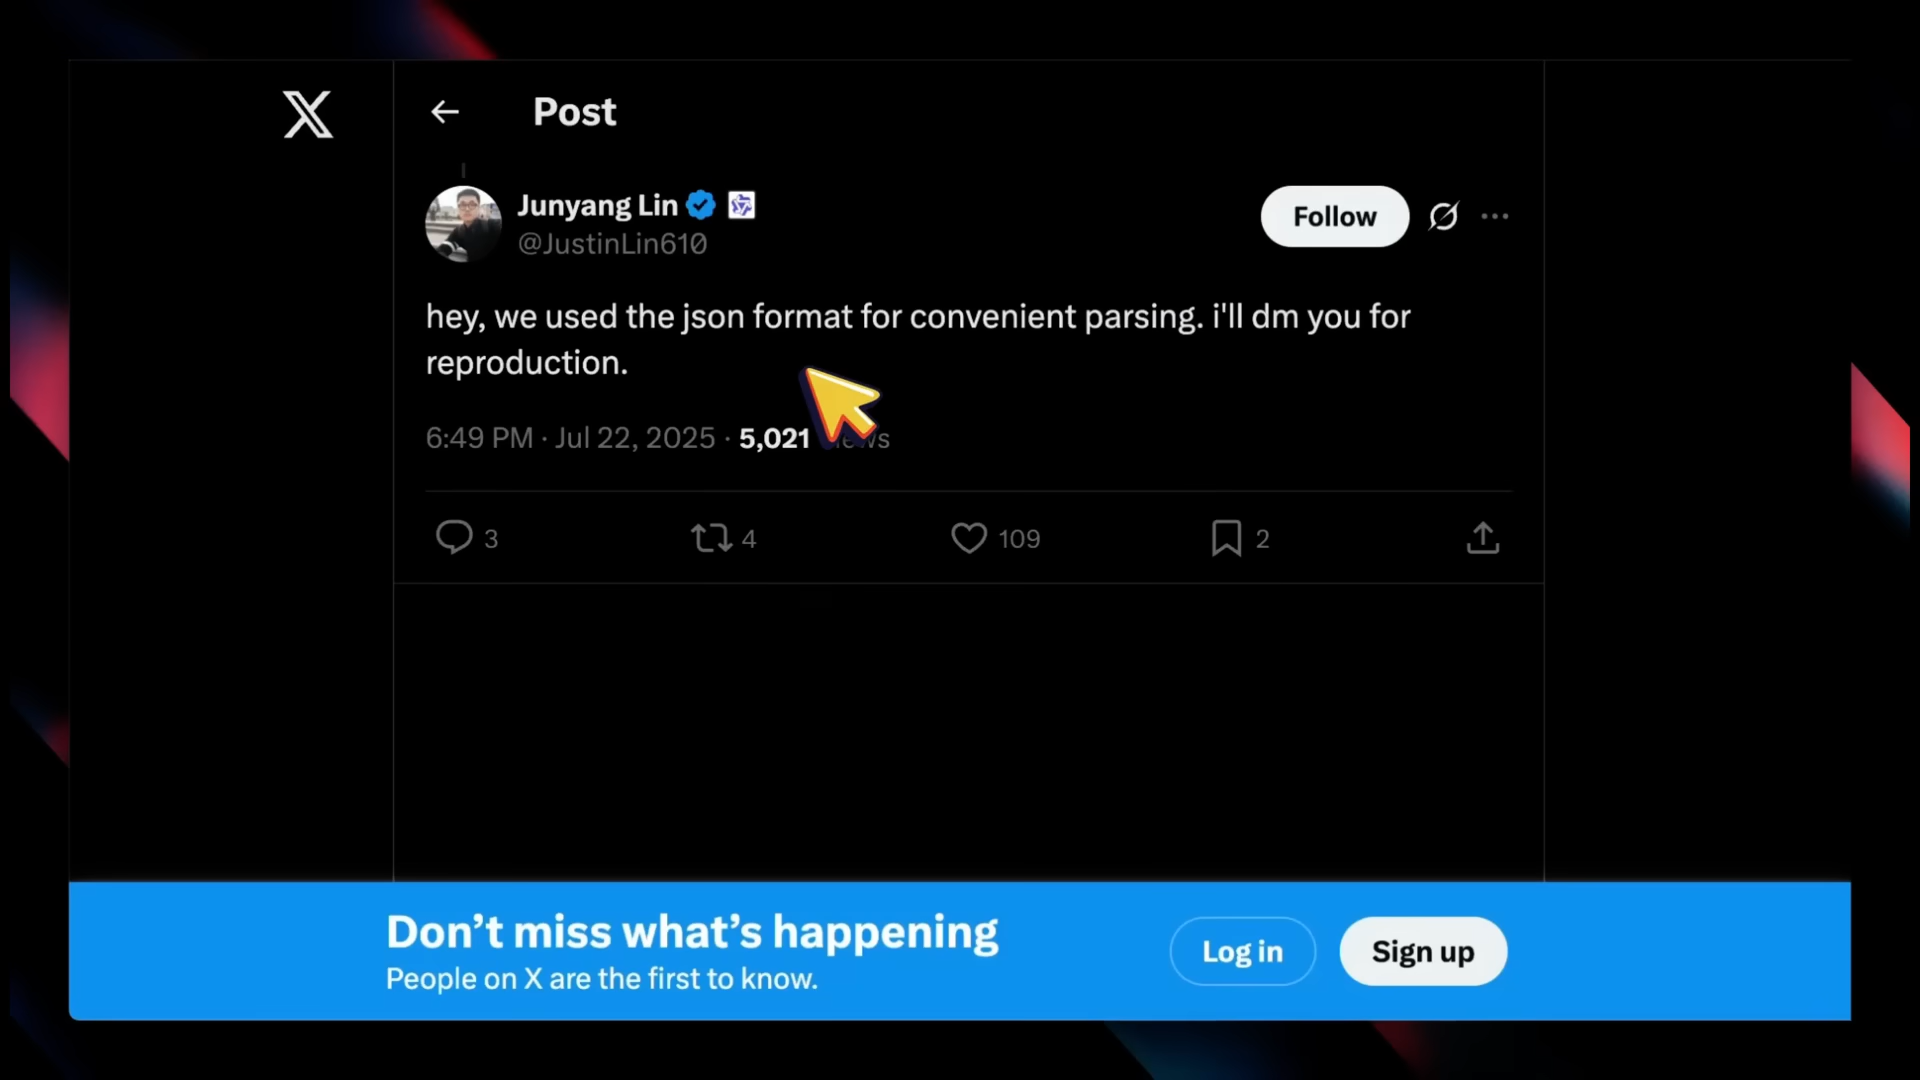 Post
Junyang Lin
@JustinLin610
Follow
hey, we used the json format for convenient parsing. i'll dm you for
reproduction.
6:49 PM · Jul 22, 2025 · 5,021
3
4
109
2
Don’t miss what’s happening
People on X are the first to know.
Log in
Sign up